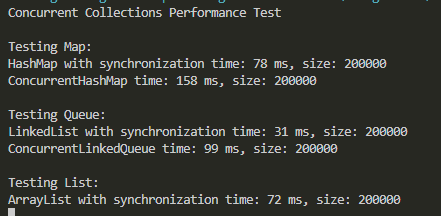 Concurrent Collections Performance Test
Testing Map:
HashMap with synchronization time: 78 ms, size: 200000
ConcurrentHashMap time: 158 ms, size: 200000
Testing Queue:
LinkedList with synchronization time: 31 ms, size: 200000
ConcurrentLinkedQueue time: 99 ms, size: 200000
Testing List:
ArrayList with synchronization time: 72 ms, size: 200000